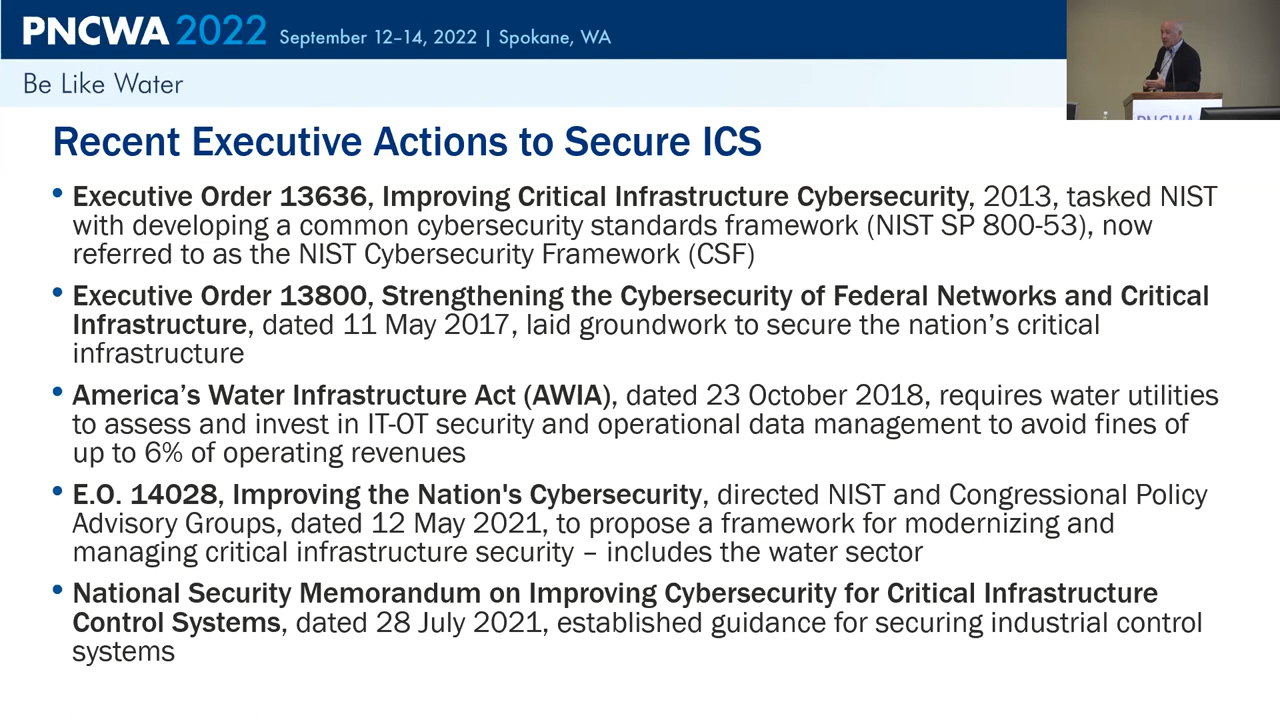 PNCWA 2022 September 12–14, 2022 | Spokane, WA
Be Like Water
Recent Executive Actions to Secure ICS
• Executive Order 13636, Improving Critical Infrastructure Cybersecurity, 2013, tasked NIST
with developing a common cybersecurity standards framework (NIST SP 800-53), now
referred to as the NIST Cybersecurity Framework (CSF)
• Executive Order 13800, Strengthening the Cybersecurity of Federal Networks and Critical
Infrastructure, dated 11 May 2017, laid groundwork to secure the nation’s critical
infrastructure
• America’s Water Infrastructure Act (AWIA), dated 23 October 2018, requires water utilities
to assess and invest in IT-OT security and operational data management to avoid fines of
up to 6% of operating revenues
• E.O. 14028, Improving the Nation's Cybersecurity, directed NIST and Congressional Policy
Advisory Groups, dated 12 May 2021, to propose a framework for modernizing and
managing critical infrastructure security – includes the water sector
• National Security Memorandum on Improving Cybersecurity for Critical Infrastructure
Control Systems, dated 28 July 2021, established guidance for securing industrial control
systems
PNCWA